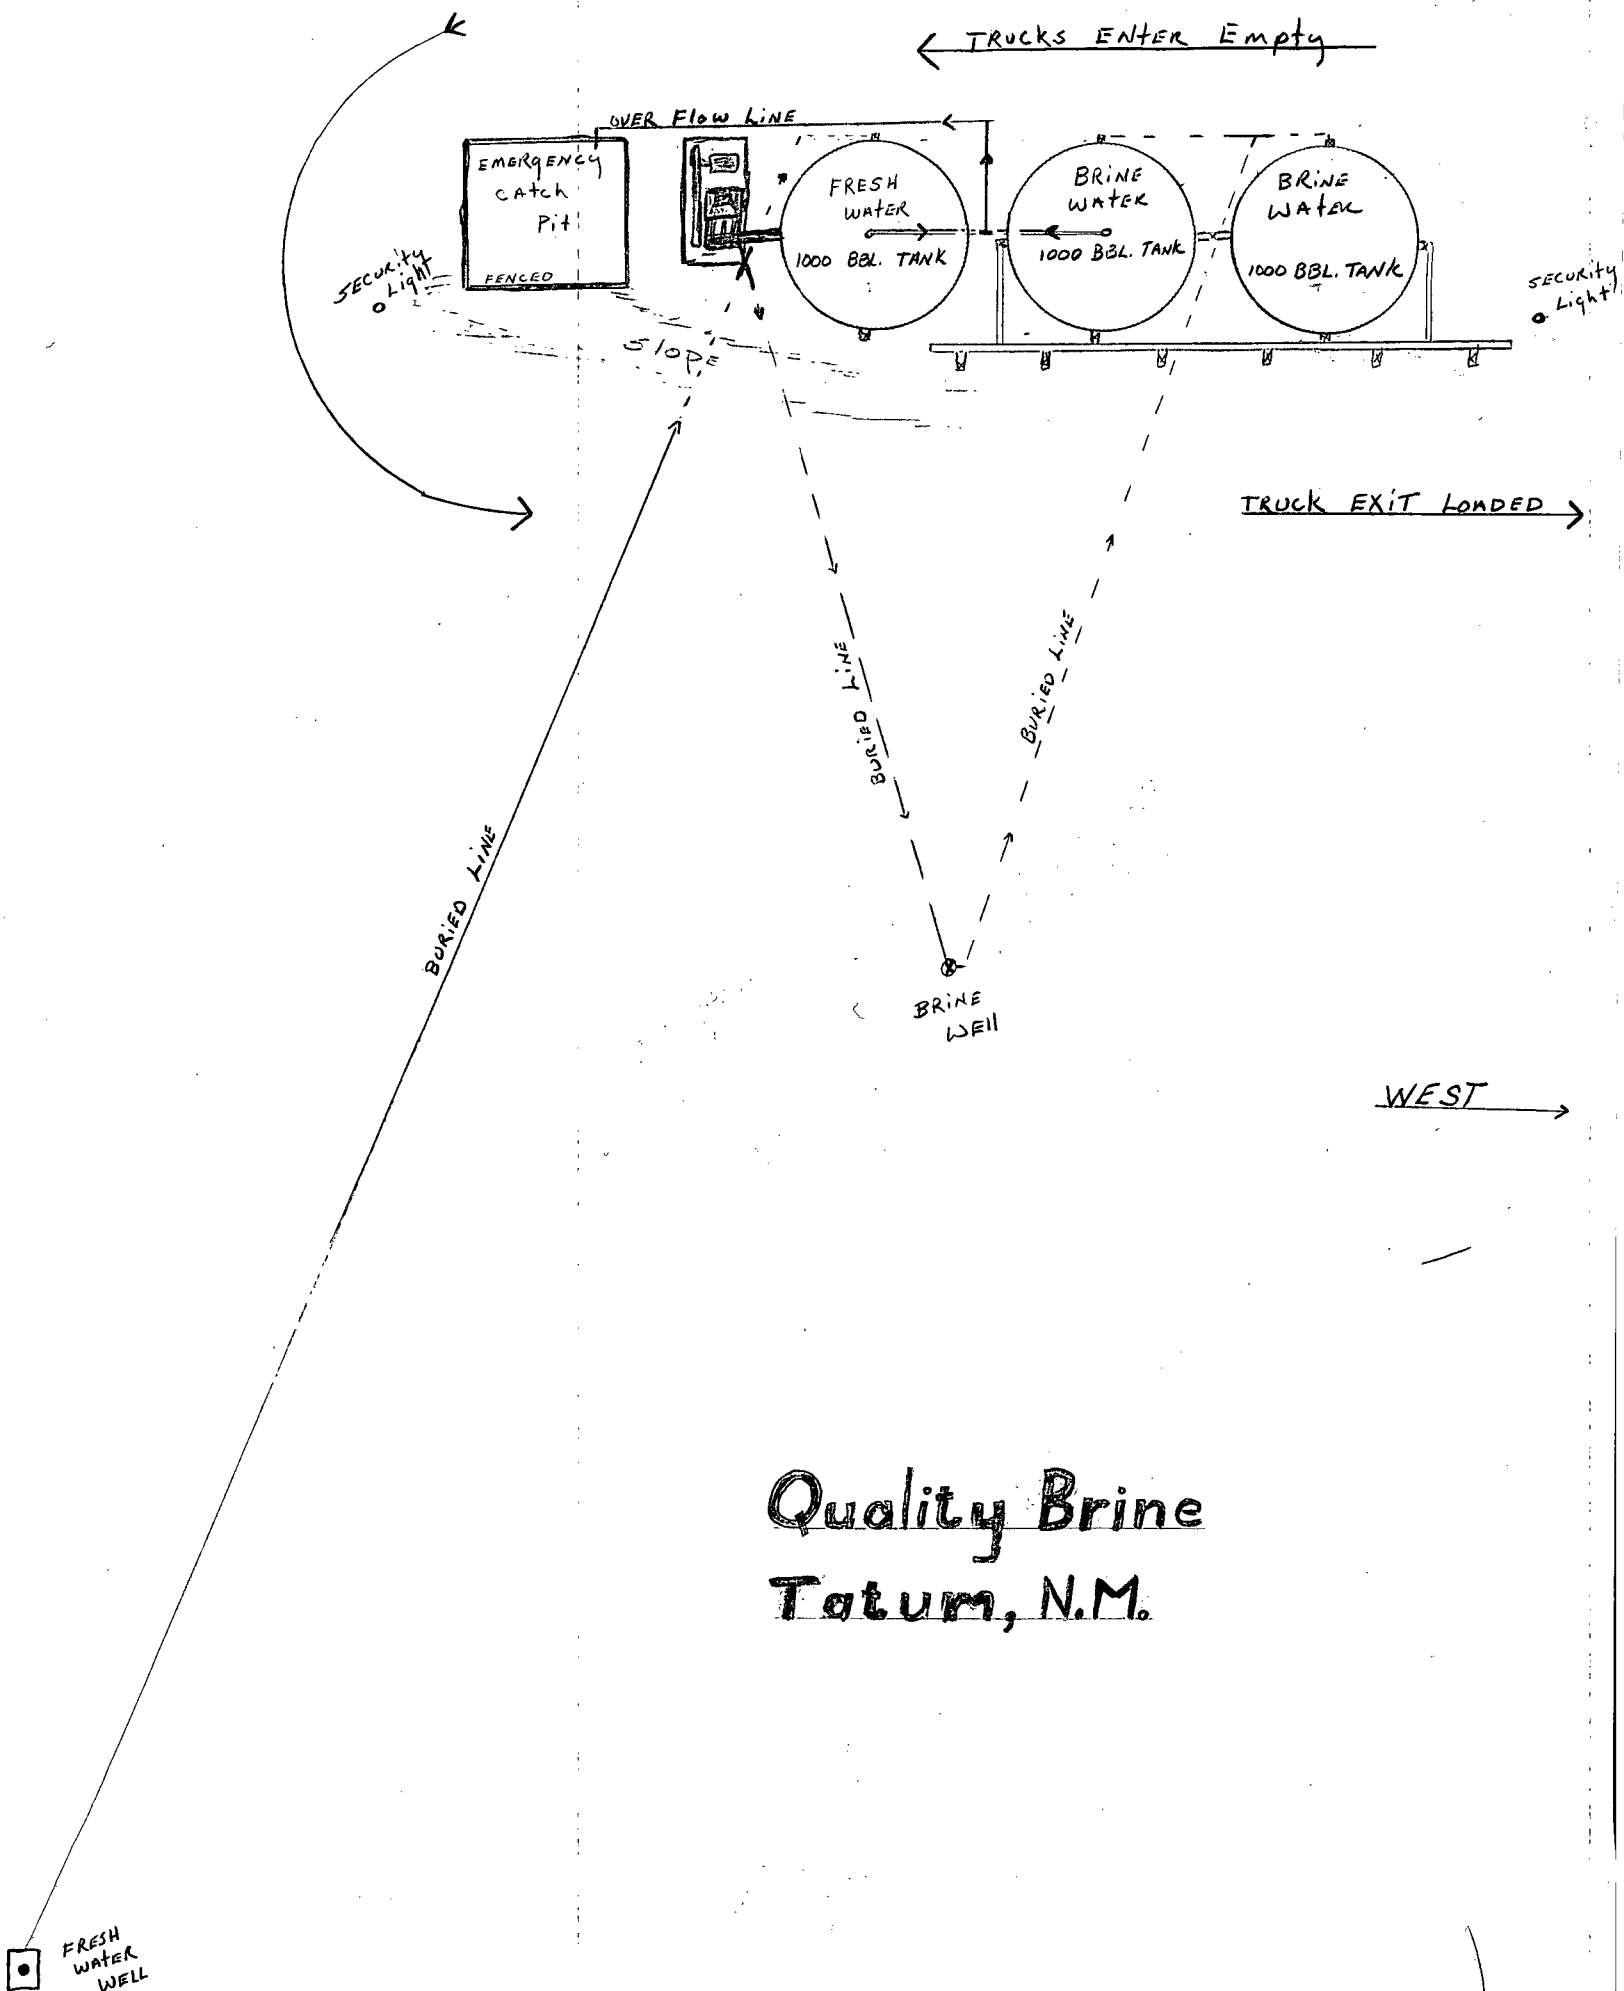 TRUCKS ENTER Empty
OVER Flow LINE
EMERGENCY
CAtch
Pit
FENCED
FRESH
WATER
1000 BBL. TANK
BRINE
WATER
1000 BBL. TANK
BRINE
WATER
1000 BBL. TANK
SECURITY
Light
SECURITY
Light
SlOPE
TRUCK EXIT LOADED
BURIED LINE
BURIED LINE
BURIED LINE
BRINE
WEll
WEST
Quality Brine
Tatum, N.M.
FRESH
WATER
WELL